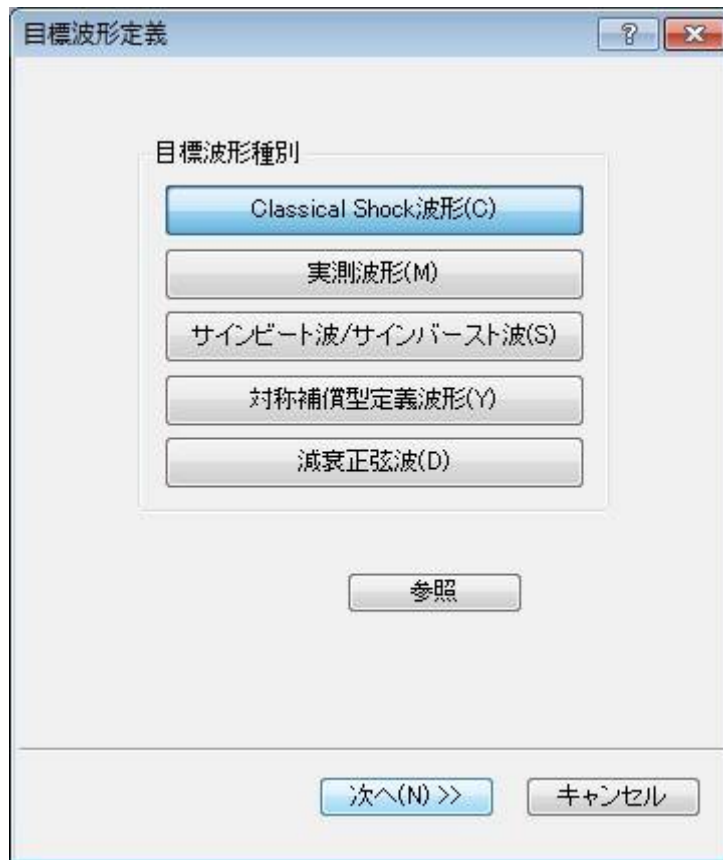 目標波形定義
目標波形種別
Classical Shock波形(C)
実測波形(M)
サインビート波/サインバースト波(S)
対称補償型定義波形(Y)
減衰正弦波(D)
参照
次へ(N) >>
キャンセル